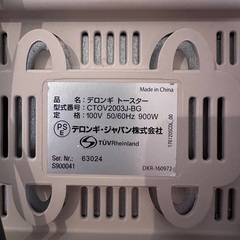 Made in China
品 名: デロンギ トースター
型式番号: CTOV2003J-BG
定 格: 100V 50/60Hz 900W
PSE
デロンギ・ジャパン株式会社
TÜVRheinland
Ser. Nr.: 63024
S900041
DKR-160972